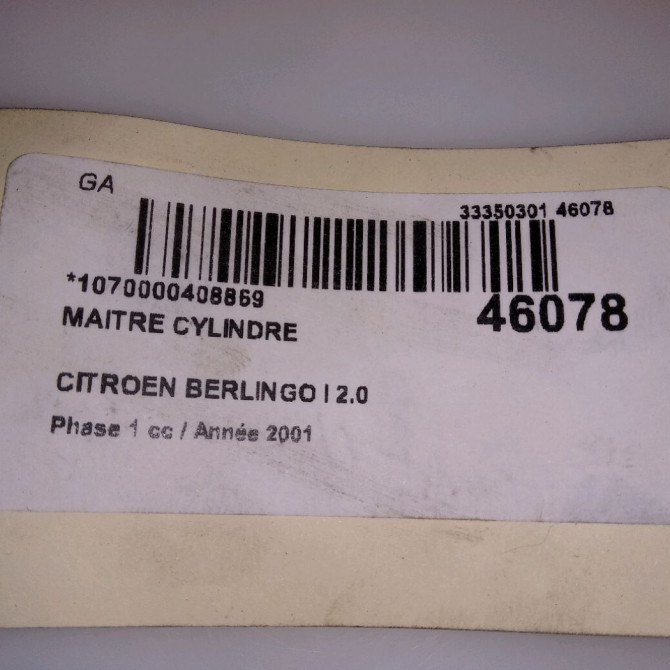 GA
33350301 46078
*1070000408869
46078
MAITRE CYLINDRE
CITROEN BERLINGO I 2.0
Phase 1 cc / Année 2001